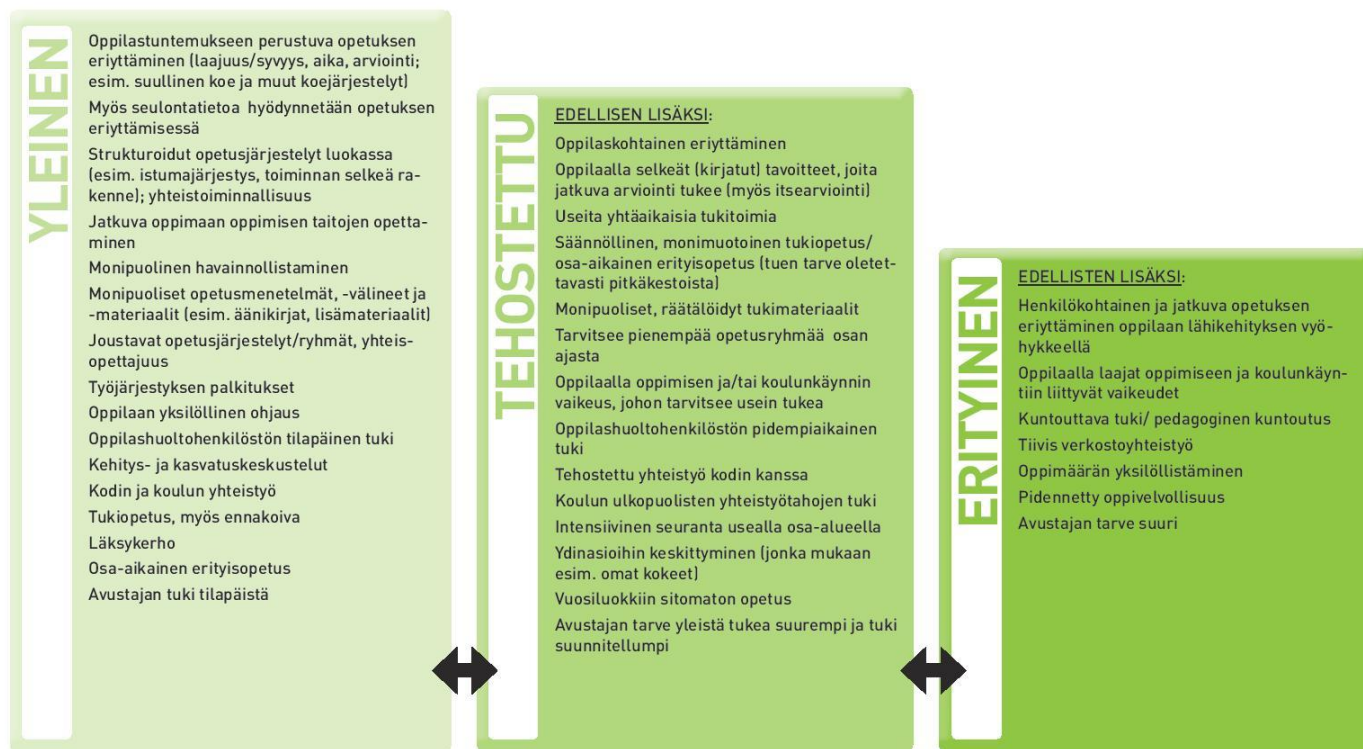 YLEINEN
Oppilastuntemukseen perustuva opetuksen
eriyttäminen (laajuus/syvyys, aika, arviointi;
esim. suullinen koe ja muut koejärjestelyt)
Myös seulontatietoa hyödynnetään opetuksen
eriyttämisessä
Strukturoidut opetusjärjestelyt luokassa
(esim. istumajärjestys, toiminnan selkeä ra-
kenne); yhteistoiminnallisuus
Jatkuva oppimaan oppimisen taitojen opetta-
minen
Monipuolinen havainnollistaminen
Monipuoliset opetusmenetelmät, -välineet ja
-materiaalit (esim. äänikirjat, lisämateriaalit)
Joustavat opetusjärjestelyt/ryhmät, yhteis-
opettajuus
Työjärjestyksen palkitukset
Oppilaan yksilöllinen ohjaus
Oppilashuoltohenkilöstön tilapäinen tuki
Kehitys- ja kasvatuskeskustelut
Kodin ja koulun yhteistyö
Tukiopetus, myös ennakoiva
Läksykerho
Osa-aikainen erityisopetus
Avustajan tuki tilapäistä
TEHOSTETTU
EDELLISEN LISÄKSI:
Oppilaskohtainen eriyttäminen
Oppilaalla selkeät (kirjatut) tavoitteet, joita
jatkuva arviointi tukee (myös itsearviointi)
Useita yhtäaikaisia tukitoimia
Säännöllinen, monimuotoinen tukiopetus/
osa-aikainen erityisopetus (tuen tarve oletet-
tavasti pitkäkestoista)
Monipuoliset, räätälöidyt tukimateriaalit
Tarvitsee pienempää opetusryhmää osan
ajasta
Oppilaalla oppimisen ja/tai koulunkäynnin
vaikeus, johon tarvitsee usein tukea
Oppilashuoltohenkilöstön pidempiaikainen
tuki
Tehostettu yhteistyö kodin kanssa
Koulun ulkopuolisten yhteistyötahojen tuki
Intensiivinen seuranta usealla osa-alueella
Ydinasioihin keskittyminen (jonka mukaan
esim. omat kokeet)
Vuosiluokkiin sitomaton opetus
Avustajan tarve yleistä tukea suurempi ja tuki
suunnitellumpi
ERITYINEN
EDELLISTEN LISÄKSI:
Henkilökohtainen ja jatkuva opetuksen
eriyttäminen oppilaan lähikehityksen vyö-
hykkeellä
Oppilaalla laajat oppimiseen ja koulunkäyn-
tiin liittyvät vaikeudet
Kuntouttava tuki/ pedagoginen kuntoutus
Tiivis verkostoyhteistyö
Oppimäärän yksilöllistäminen
Pidennetty oppivelvollisuus
Avustajan tarve suuri